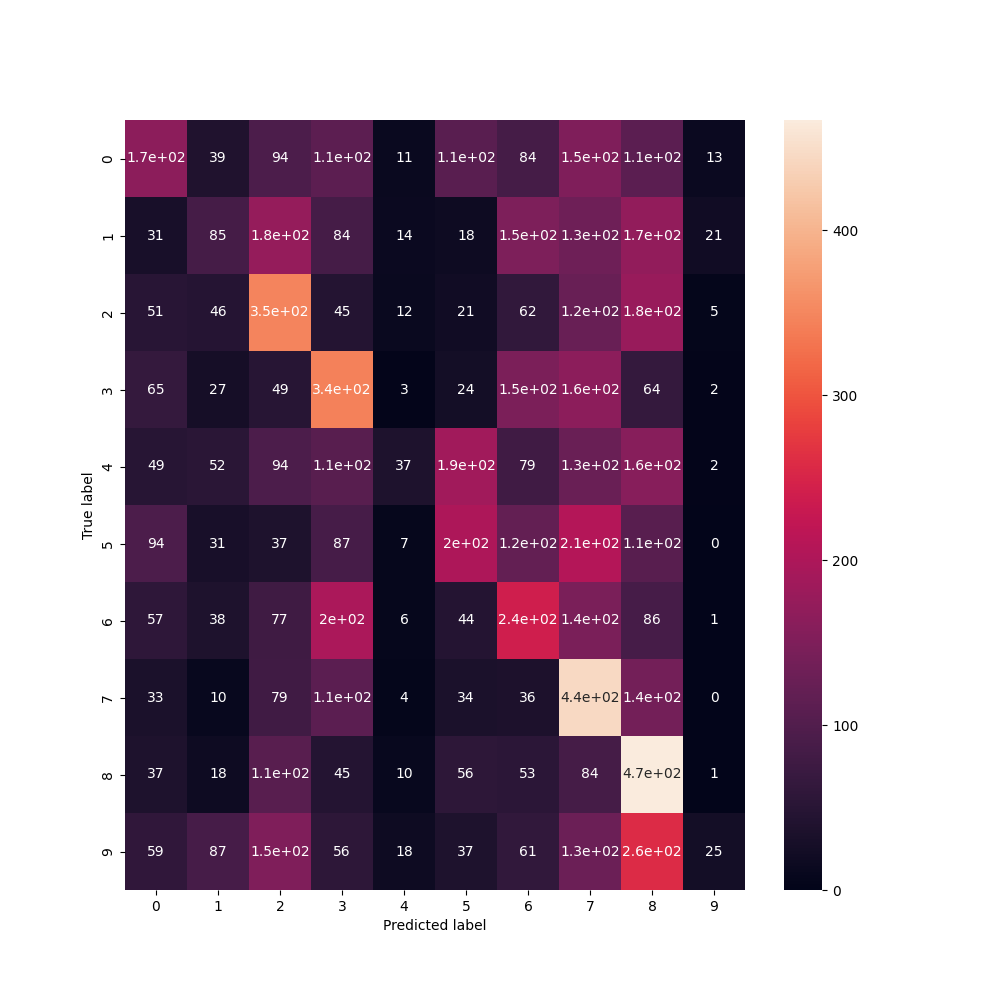 0 1.7e+02 39 94 1.1e+02 11 1.1e+02 84 1.5e+02 1.1e+02 13
1 31 85 1.8e+02 84 14 18 1.5e+02 1.3e+02 1.7e+02 21
400
2 51 46 3.5e+02 45 12 21 62 1.2e+02 1.8e+02 5
3 65 27 49 3.4e+02 3 24 1.5e+02 1.6e+02 64 2
300
4 49 52 94 1.1e+02 37 1.9e+02 79 1.3e+02 1.6e+02 2
True label
5 94 31 37 87 7 2e+02 1.2e+02 2.1e+02 1.1e+02 0
200
6 57 38 77 2e+02 6 44 2.4e+02 1.4e+02 86 1
7 33 10 79 1.1e+02 4 34 36 4.4e+02 1.4e+02 0
100
8 37 18 1.1e+02 45 10 56 53 84 4.7e+02 1
9 59 87 1.5e+02 56 18 37 61 1.3e+02 2.6e+02 25
0
0 1 2 3 4 5 6 7 8 9
Predicted label